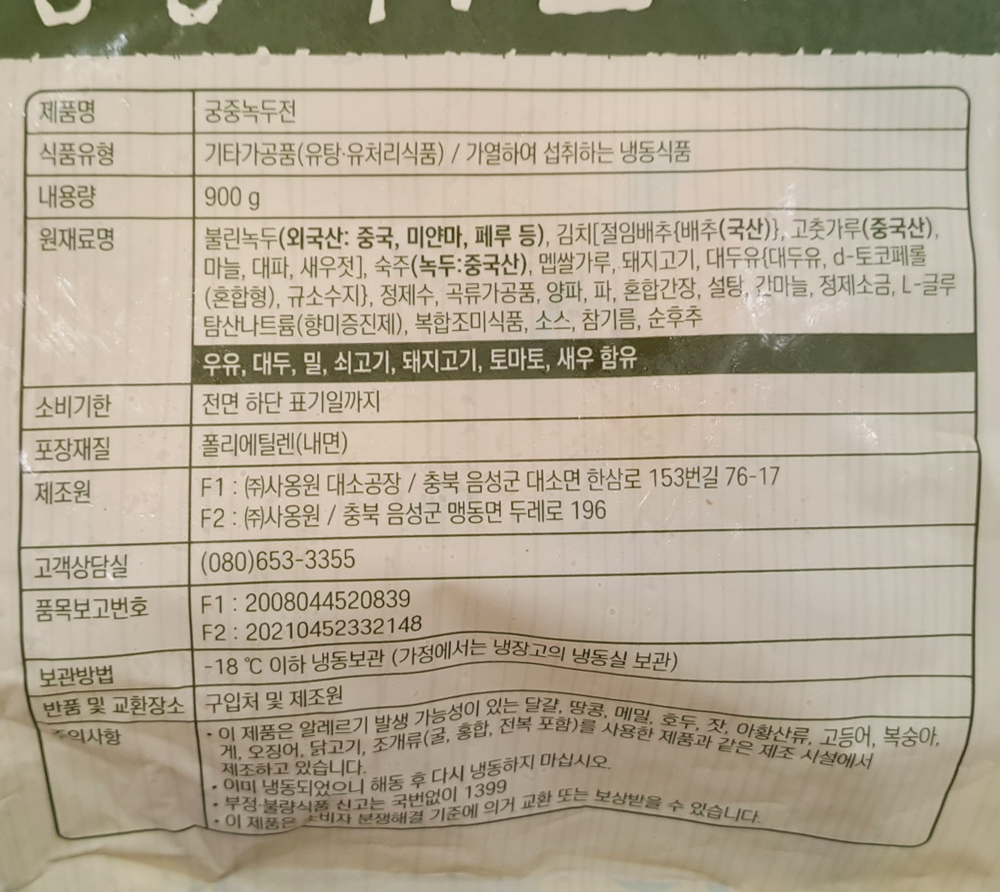 제품명 궁중녹두전
식품유형 기타가공품(유탕·유처리식품) / 가열하여 섭취하는 냉동식품
내용량 900 g
원재료명 불린녹두(외국산: 중국, 미얀마, 페루 등), 김치[절임배추{배추(국산)}, 고춧가루(중국산),
마늘, 대파, 새우젓], 숙주(녹두:중국산), 멥쌀가루, 돼지고기, 대두유{대두유, d-토코페롤
(혼합형), 규소수지}, 정제수, 곡류가공품, 양파, 파, 혼합간장, 설탕, 간마늘, 정제소금, L-글루
탐산나트륨(향미증진제), 복합조미식품, 소스, 참기름, 순후추
우유, 대두, 밀, 쇠고기, 돼지고기, 토마토, 새우 함유
소비기한 전면 하단 표기일까지
포장재질 폴리에틸렌(내면)
제조원 F1 : ㈜사옹원 대소공장 / 충북 음성군 대소면 한삼로 153번길 76-17
F2 : ㈜사옹원 / 충북 음성군 맹동면 두레로 196
고객상담실 (080)653-3355
품목보고번호 F1 : 2008044520839
F2 : 20210452332148
보관방법 -18 ℃ 이하 냉동보관 (가정에서는 냉장고의 냉동실 보관)
반품 및 교환장소 구입처 및 제조원
주의사항 · 이 제품은 알레르기 발생 가능성이 있는 달걀, 땅콩, 메밀, 호두, 잣, 아황산류, 고등어, 복숭아,
게, 오징어, 닭고기, 조개류(굴, 홍합, 전복 포함)를 사용한 제품과 같은 제조 시설에서
제조하고 있습니다.
· 이미 냉동되었으니 해동 후 다시 냉동하지 마십시오.
· 부정·불량식품 신고는 국번없이 1399
· 이 제품은 소비자 분쟁해결 기준에 의거 교환 또는 보상받을 수 있습니다.